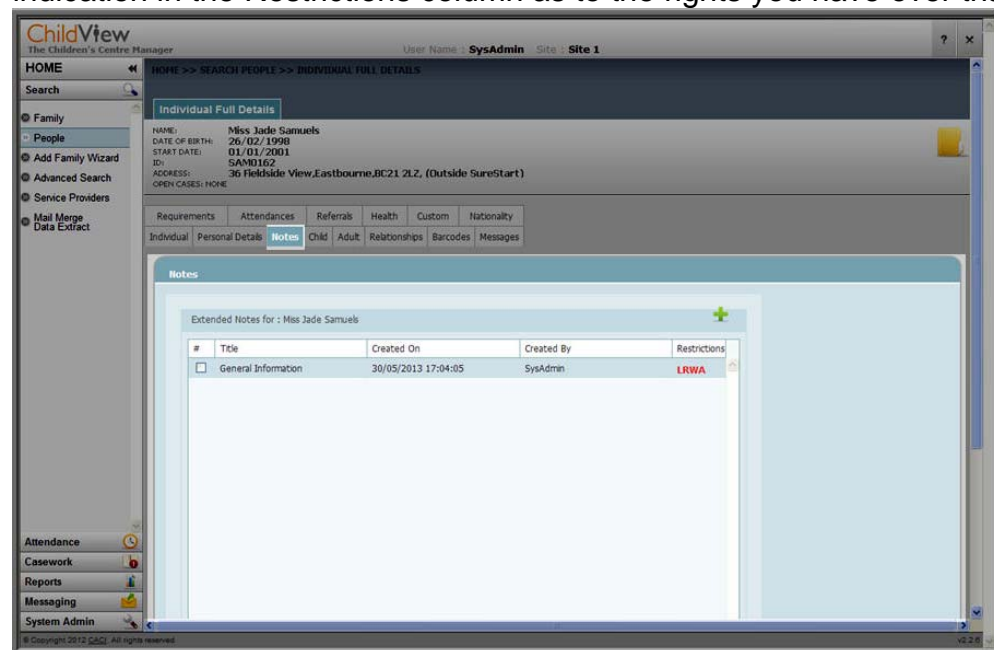 indication in the Restrictions column as to the rights you have over tha
ChildView
The Children's Centre Manager
User Name : SysAdmin Site : Site 1
? ×
HOME
HOME >> SEARCH PEOPLE >> INDIVIDUAL FULL DETAILS
Search
Family
People
Add Family Wizard
Advanced Search
Service Providers
Mail Merge
Data Extract
Individual Full Details
NAME: Miss Jade Samuels
DATE OF BIRTH: 26/02/1998
START DATE: 01/01/2001
ID: SAM0162
ADDRESS: 36 Fieldside View,Eastbourne,BC21 2LZ, (Outside SureStart)
OPEN CASES: NONE
Requirements Attendances Referrals Health Custom Nationality
Individual Personal Details Notes Child Adult Relationships Barcodes Messages
Notes
Extended Notes for : Miss Jade Samuels
# Title Created On Created By Restrictions
General Information 30/05/2013 17:04:05 SysAdmin LRWA
Attendance
Casework
Reports
Messaging
System Admin
© Copyright 2012 CACI. All rights reserved. v2.2.6